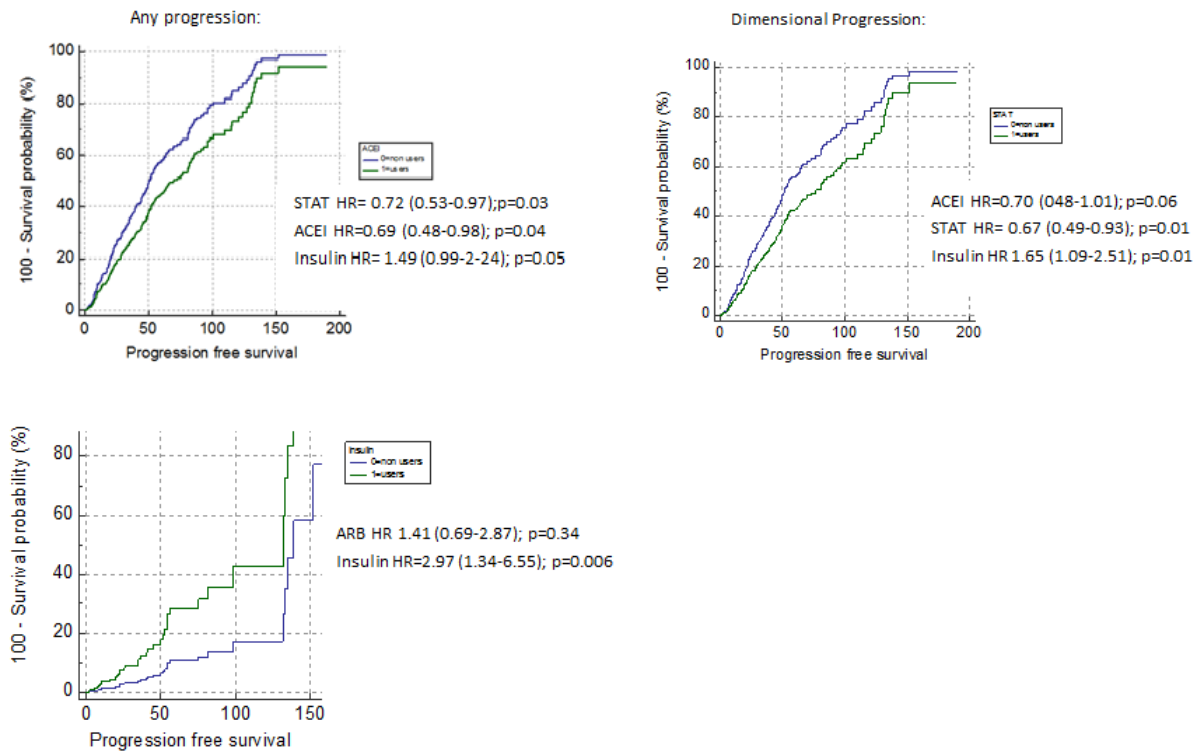 Any progression:
100 - Survival probability (%)
100
80
60
40
20
0
0 50 100 150 200
Progression free survival
ACEI
0=non users
1=users
STAT HR= 0.72 (0.53-0.97);p=0.03
ACEI HR=0.69 (0.48-0.98); p=0.04
Insulin HR= 1.49 (0.99-2-24); p=0.05
Dimensional Progression:
100 - Survival probability (%)
100
80
60
40
20
0
0 50 100 150 200
Progression free survival
STAT
0=non users
1=users
ACEI HR=0.70 (048-1.01); p=0.06
STAT HR= 0.67 (0.49-0.93); p=0.01
Insulin HR 1.65 (1.09-2.51); p=0.01
100 - Survival probability (%)
80
60
40
20
0
0 50 100 150
Progression free survival
Insulin
0=non users
1=users
ARB HR 1.41 (0.69-2.87); p=0.34
Insulin HR=2.97 (1.34-6.55); p=0.006